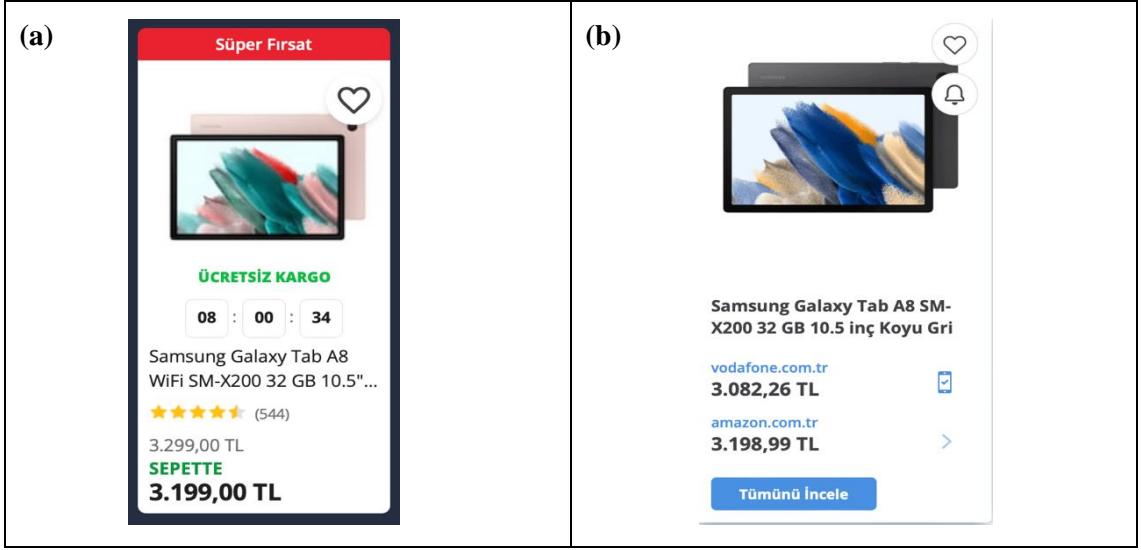 (a)
Süper Fırsat
ÜCRETSİZ KARGO
08 : 00 : 34
Samsung Galaxy Tab A8
WiFi SM-X200 32 GB 10.5"...
(544)
3.299,00 TL
SEPETTE
3.199,00 TL
(b)
Samsung Galaxy Tab A8 SM-
X200 32 GB 10.5 inç Koyu Gri
vodafone.com.tr
3.082,26 TL
amazon.com.tr
3.198,99 TL
Tümünü İncele